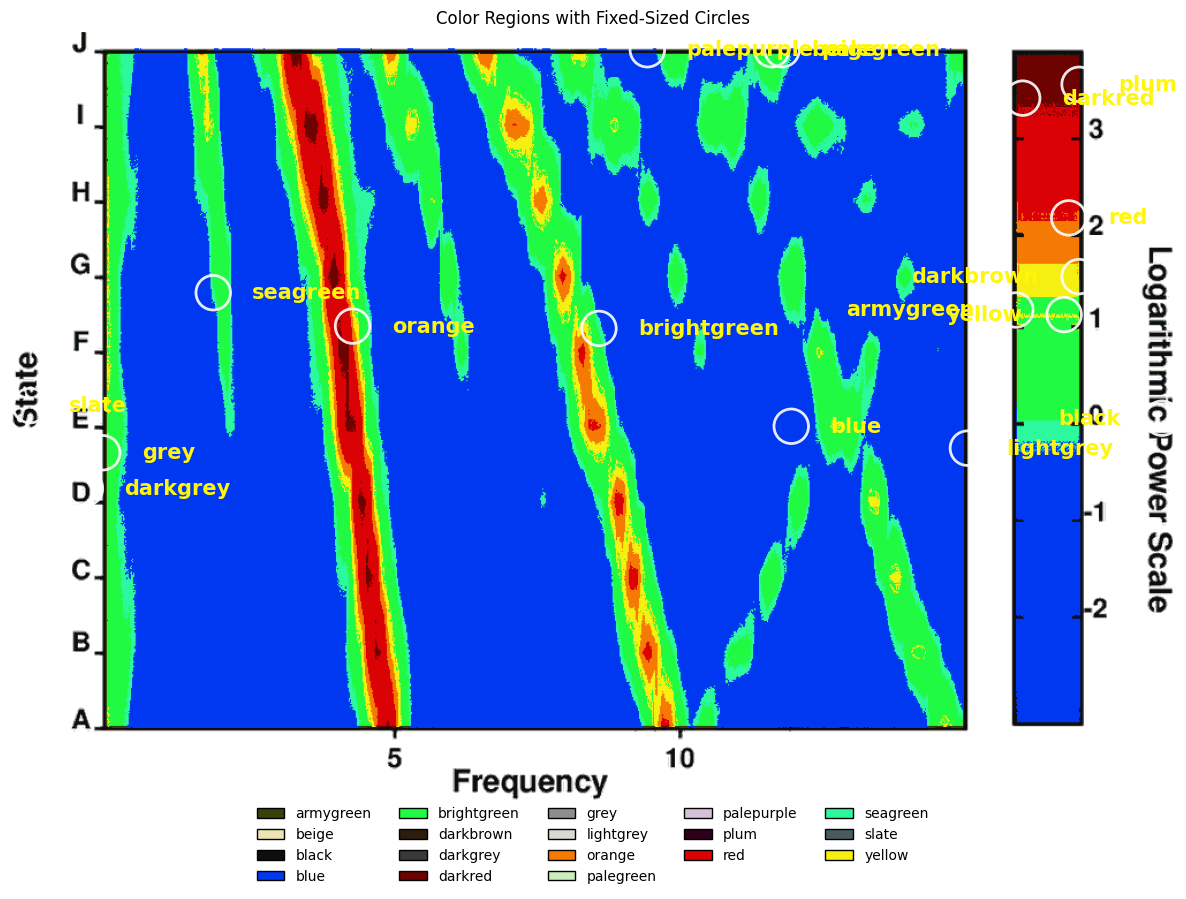 Color Regions with Fixed-Sized Circles
J
I
H
G
F
E
D
C
B
A
State
5
10
Frequency
3
2
1
0
-1
-2
Logarithmic Power Scale
palepurple
beige
palegreen
plum
darkred
red
darkbrown
armygreen
yellow
seagreen
orange
brightgreen
slate
black
blue
grey
lightgrey
darkgrey
armygreen
beige
black
blue
brightgreen
darkbrown
darkgrey
darkred
grey
lightgrey
orange
palegreen
palepurple
plum
red
seagreen
slate
yellow